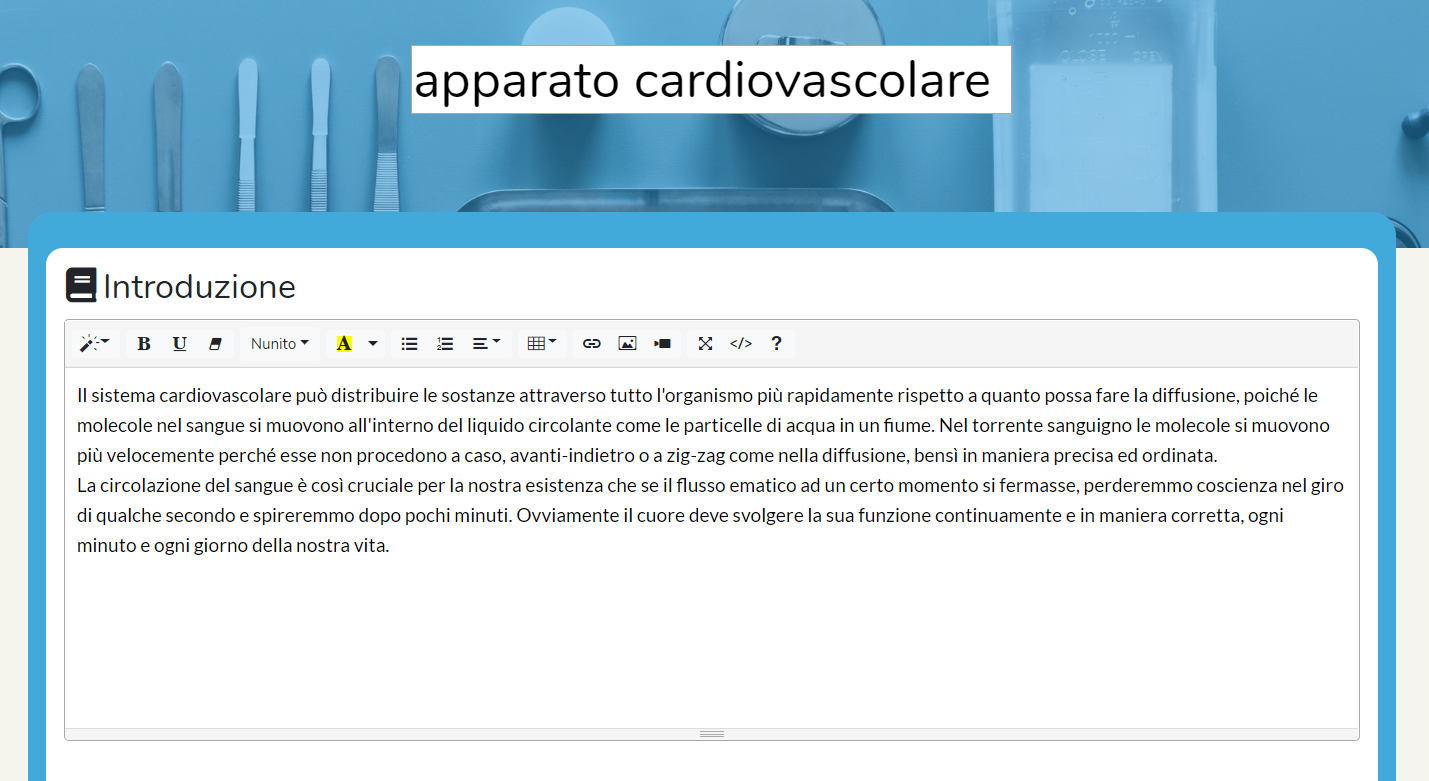 apparato cardiovascolare
Introduzione
B U Nunito A </> ?
Il sistema cardiovascolare può distribuire le sostanze attraverso tutto l'organismo più rapidamente rispetto a quanto possa fare la diffusione, poiché le
molecole nel sangue si muovono all'interno del liquido circolante come le particelle di acqua in un fiume. Nel torrente sanguigno le molecole si muovono
più velocemente perché esse non procedono a caso, avanti-indietro o a zig-zag come nella diffusione, bensì in maniera precisa ed ordinata.
La circolazione del sangue è così cruciale per la nostra esistenza che se il flusso ematico ad un certo momento si fermasse, perderemmo coscienza nel giro
di qualche secondo e spireremmo dopo pochi minuti. Ovviamente il cuore deve svolgere la sua funzione continuamente e in maniera corretta, ogni
minuto e ogni giorno della nostra vita.